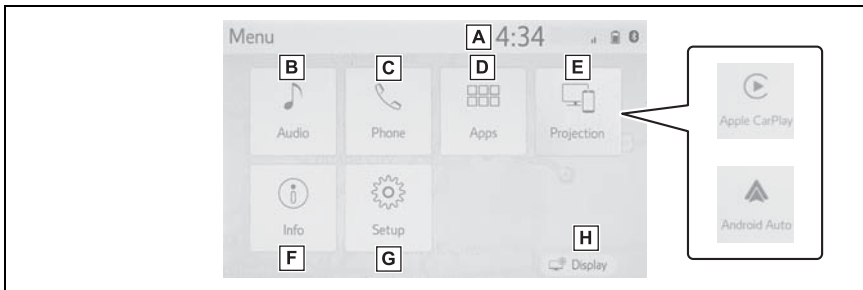 Menu
A 4:34
B
C
D
E
Audio
Phone
Apps
Projection
Apple CarPlay
Info
Setup
Android Auto
F
G
H
Display